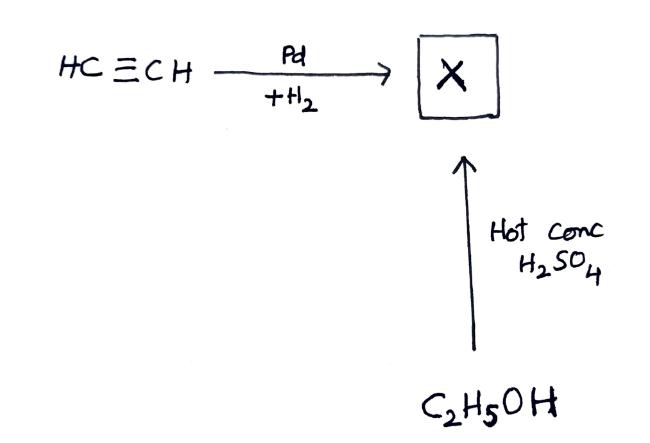 HC≡CH
Pd
+H₂
X
Hot Conc
H₂SO₄
C₂H₅OH